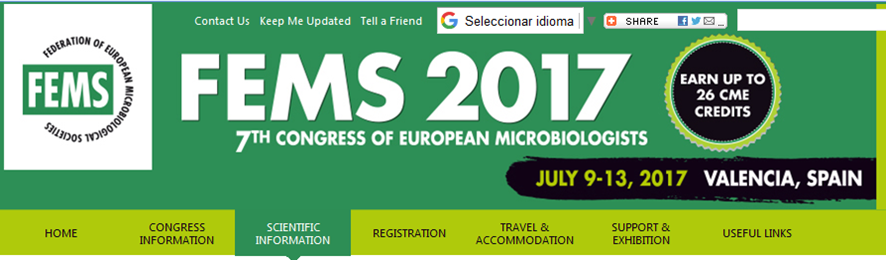 Contact Us Keep Me Updated Tell a Friend Seleccionar idioma SHARE
FEDERATION OF EUROPEAN MICROBIOLOGICAL SOCIETIES
FEMS
FEMS 2017
7TH CONGRESS OF EUROPEAN MICROBIOLOGISTS
EARN UP TO
26 CME
CREDITS
JULY 9-13, 2017 VALENCIA, SPAIN
HOME
CONGRESS
INFORMATION
SCIENTIFIC
INFORMATION
REGISTRATION
TRAVEL &
ACCOMMODATION
SUPPORT &
EXHIBITION
USEFUL LINKS